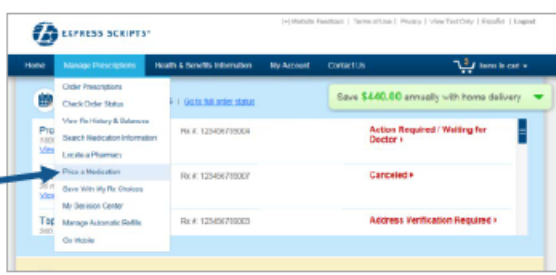 EXPRESS SCRIPTS®
[+] Website Feedback | Terms of Use | Privacy | View Text Only | Español | Logout
Home Manage Prescriptions Health & Benefits Information My Account Contact Us items in cart
Order Prescriptions
Check Order Status
View Rx History & Balances
Search Medication Information
Locate a Pharmacy
Price a Medication
Save With My Rx Choices
My Decision Center
Manage Automatic Refills
Go Mobile
| Go to full order status
Save $440.00 annually with home delivery
Pro
View
Rx #: 123456789004
Action Required / Waiting for Doctor
View
Rx #: 123456789007
Canceled
Top
Rx #: 123456789003
Address Verification Required